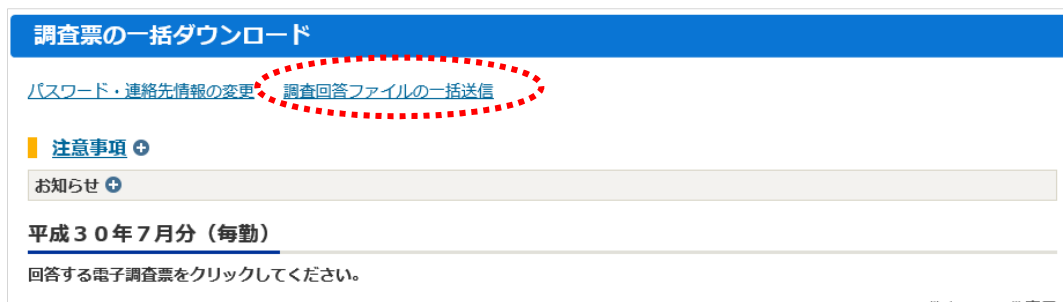 調査票の一括ダウンロード
パスワード・連絡先情報の変更 調査回答ファイルの一括送信
注意事項
お知らせ
平成３０年７月分（毎勤）
回答する電子調査票をクリックしてください。